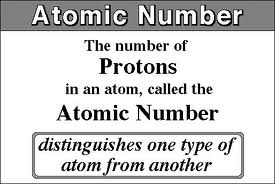 Atomic Number
The number of
Protons
in an atom, called the
Atomic Number
distinguishes one type of
atom from another